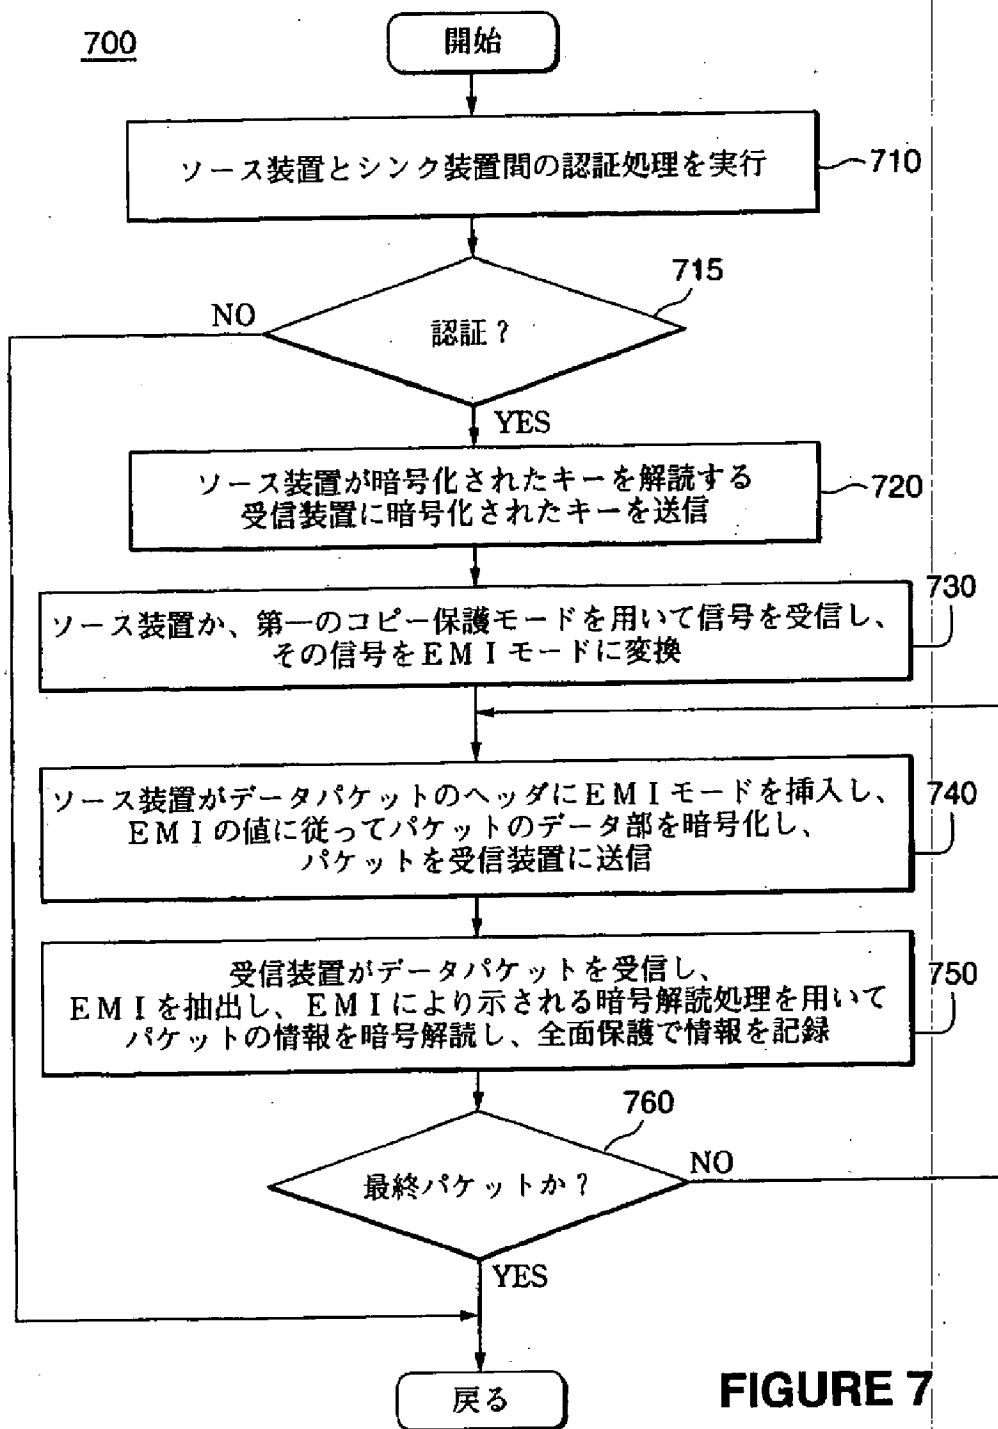 700
開始
ソース装置とシンク装置間の認証処理を実行
710
715
認証?
NO
YES
ソース装置が暗号化されたキーを解読する
受信装置に暗号化されたキーを送信
720
730
ソース装置か、第一のコピー保護モードを用いて信号を受信し、
その信号をEMIモードに変換
ソース装置がデータパケットのヘッダにEMIモードを挿入し、
EMIの値に従ってパケットのデータ部を暗号化し、
パケットを受信装置に送信
740
受信装置がデータパケットを受信し、
EMIを抽出し、EMIにより示される暗号解読処理を用いて
パケットの情報を暗号解読し、全面保護で情報を記録
750
760
最終パケットか?
NO
YES
戻る
FIGURE 7